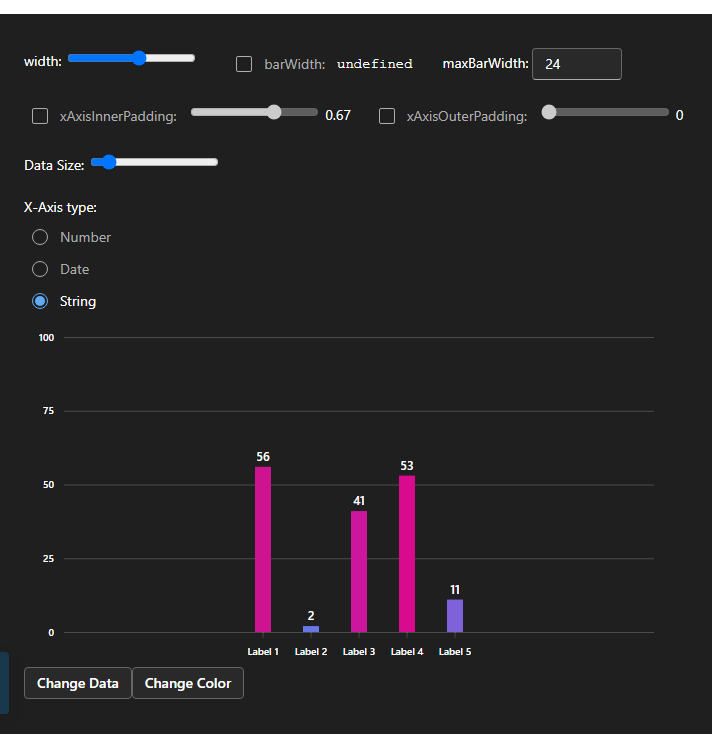 width: barWidth: undefined maxBarWidth: 24
xAxisInnerPadding: 0.67 xAxisOuterPadding: 0
Data Size:
X-Axis type:
Number
Date
String
100
75
56
53
50
41
25
11
2
0
Label 1 Label 2 Label 3 Label 4 Label 5
Change Data Change Color